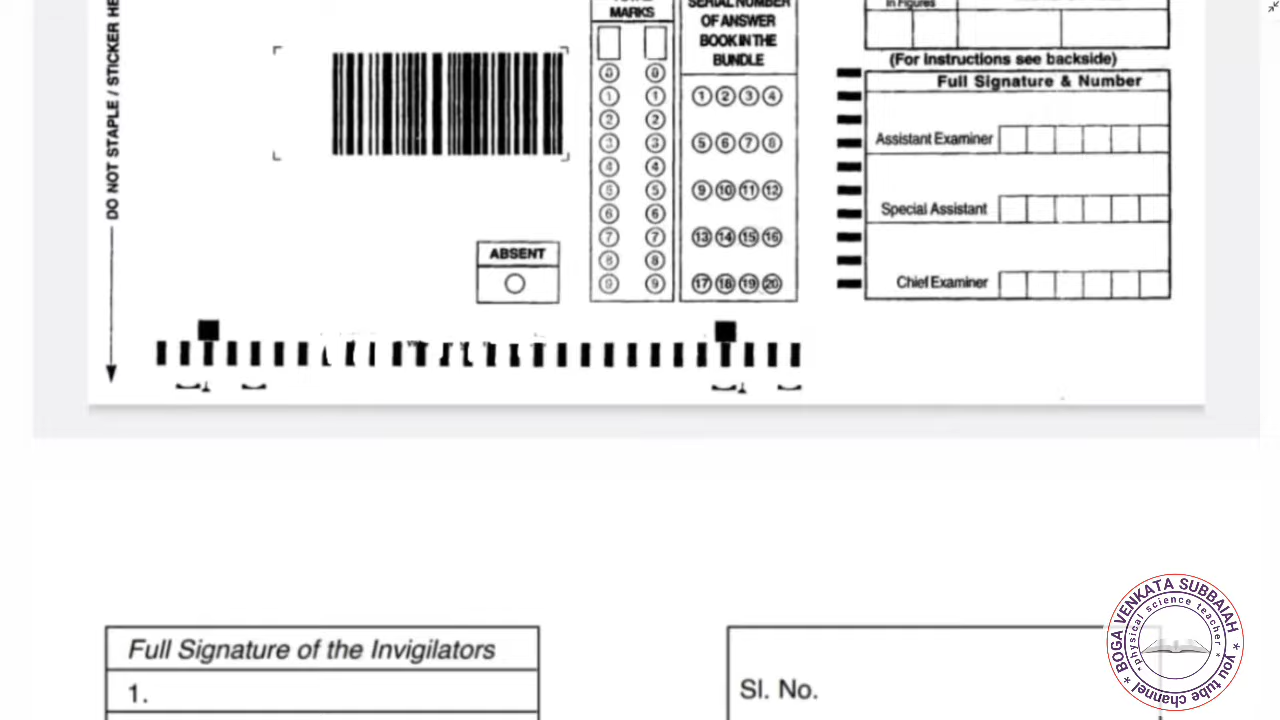 DO NOT STAPLE / STICKER HE
MARKS
SERIAL NUMBER
OF ANSWER
BOOK IN THE
BUNDLE
0 0
1 1
2 2
3 3
4 4
5 5
6 6
7 7
8 8
9 9
1 2 3 4
5 6 7 8
9 10 11 12
13 14 15 16
17 18 19 20
ABSENT
In Figures
(For Instructions see backside)
Full Signature & Number
Assistant Examiner
Special Assistant
Chief Examiner
Full Signature of the Invigilators
1.
Sl. No.
* BOGA VENKATA SUBBAIAH * you tube channel
* physical science teacher *